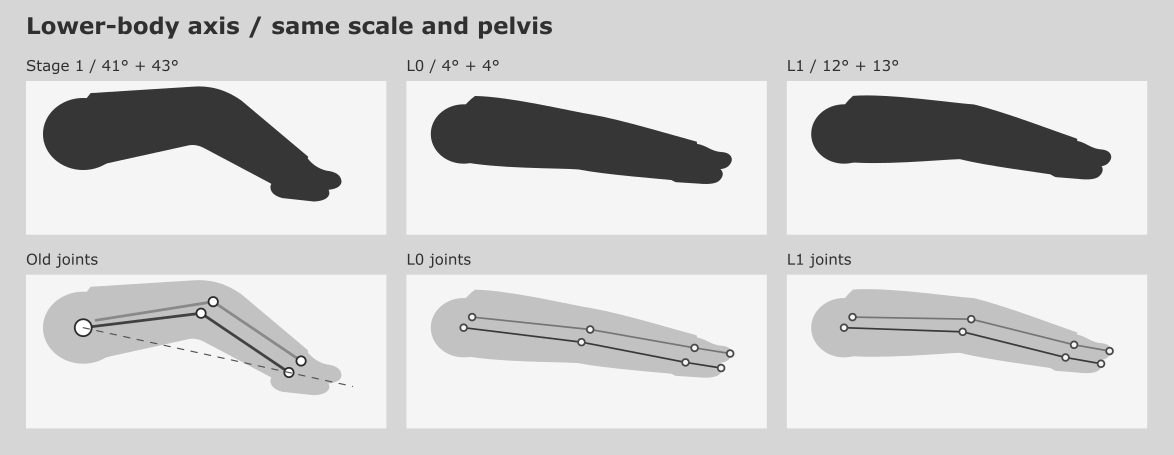 Lower-body axis / same scale and pelvis
Stage 1 / 41° + 43°
L0 / 4° + 4°
L1 / 12° + 13°
Old joints
L0 joints
L1 joints